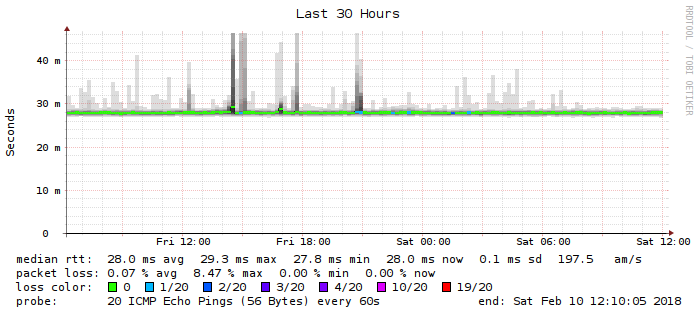 Last 30 Hours
RRDTOOL / TOBI OETIKER
Seconds
40 m
30 m
20 m
10 m
0
Fri 12:00 Fri 18:00 Sat 00:00 Sat 06:00 Sat 12:00
median rtt: 28.0 ms avg 29.3 ms max 27.8 ms min 28.0 ms now 0.1 ms sd 197.5 am/s
packet loss: 0.07 % avg 8.47 % max 0.00 % min 0.00 % now
loss color: 0 1/20 2/20 3/20 4/20 10/20 19/20
probe: 20 ICMP Echo Pings (56 Bytes) every 60s end: Sat Feb 10 12:10:05 2018